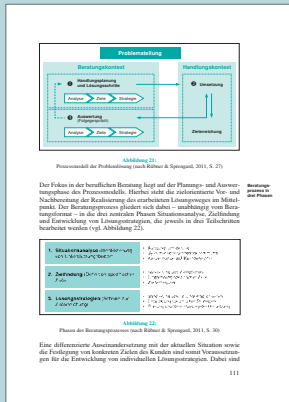 Problemstellung
Beratungskontext
Handlungskontext
1 Handlungsplanung
und Lösungsschritte
2 Umsetzung
Analyse
Ziele
Strategie
3 Auswertung
(Folgegespräch)
Analyse
Ziele
Strategie
Zielerreichung
Abbildung 21:
Prozessmodell der Problemlösung (nach Rübner & Sprengard, 2011, S. 27)
Der Fokus in der beruflichen Beratung liegt auf der Planungs- und Auswer-
tungsphase des Prozessmodells. Hierbei steht die zielorientierte Vor- und
Nachbereitung der Realisierung des erarbeiteten Lösungsweges im Mittel-
punkt. Der Beratungsprozess gliedert sich dabei – unabhängig vom Bera-
tungsformat – in die drei zentralen Phasen Situationsanalyse, Zielfindung
und Entwicklung von Lösungsstrategien, die jeweils in drei Teilschritten
bearbeitet werden (vgl. Abbildung 22).
Beratungs-
prozess in
drei Phasen
1. Situationsanalyse
2. Zielfindung
3. Lösungsstrategien
Abbildung 22:
Phasen des Beratungsprozesses (nach Rübner & Sprengard, 2011, S. 30)
Eine differenzierte Auseinandersetzung mit der aktuellen Situation sowie
die Festlegung von konkreten Zielen des Kunden sind somit Voraussetzun-
gen für die Entwicklung von individuellen Lösungsstrategien. Dabei sind
111